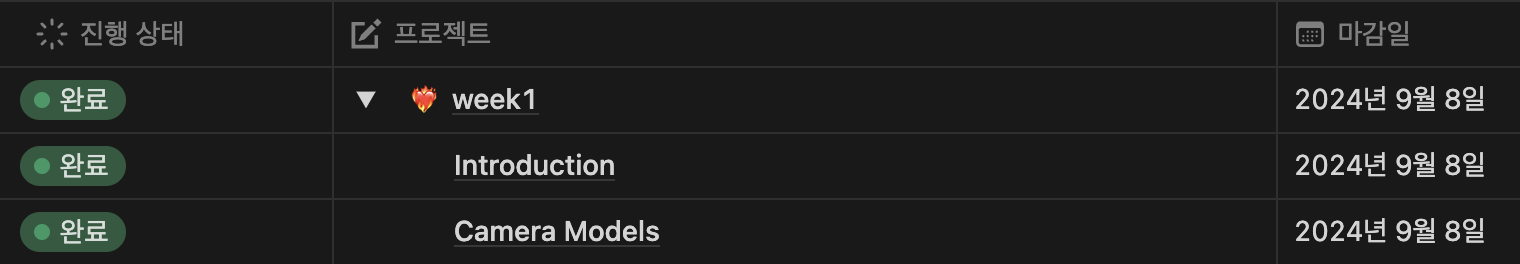 진행 상태 프로젝트 마감일
완료 ▼ ❤️‍🔥 week1 2024년 9월 8일
완료 Introduction 2024년 9월 8일
완료 Camera Models 2024년 9월 8일